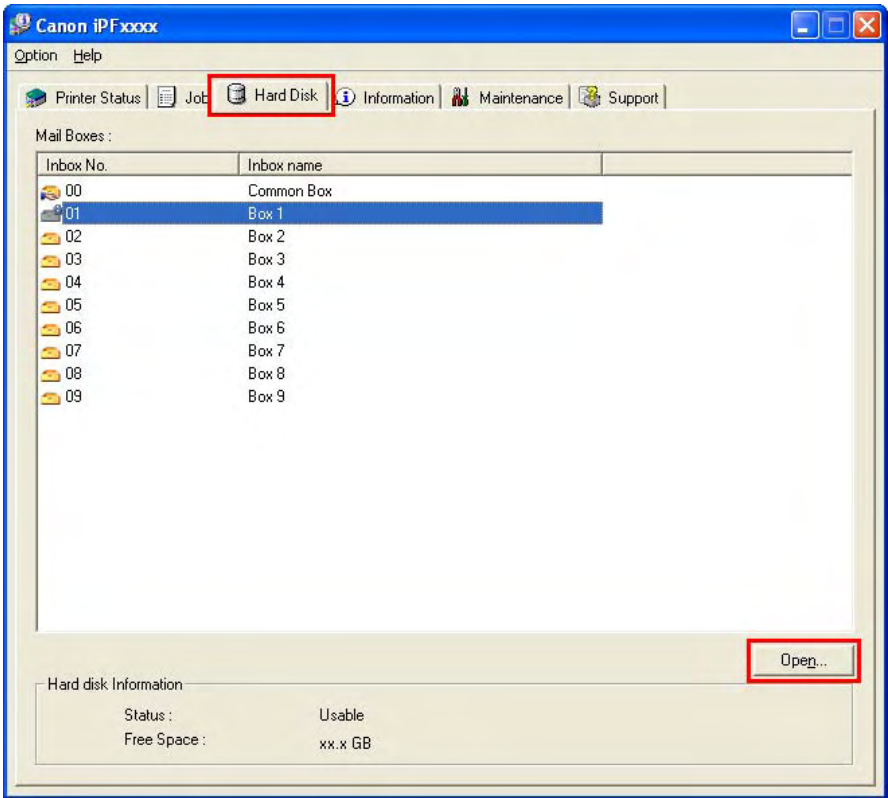 Canon iPFxxxx
Option Help
Printer Status Job Hard Disk Information Maintenance Support
Mail Boxes :
Inbox No. Inbox name
00 Common Box
01 Box 1
02 Box 2
03 Box 3
04 Box 4
05 Box 5
06 Box 6
07 Box 7
08 Box 8
09 Box 9
Open...
Hard disk Information
Status : Usable
Free Space : xx.x GB